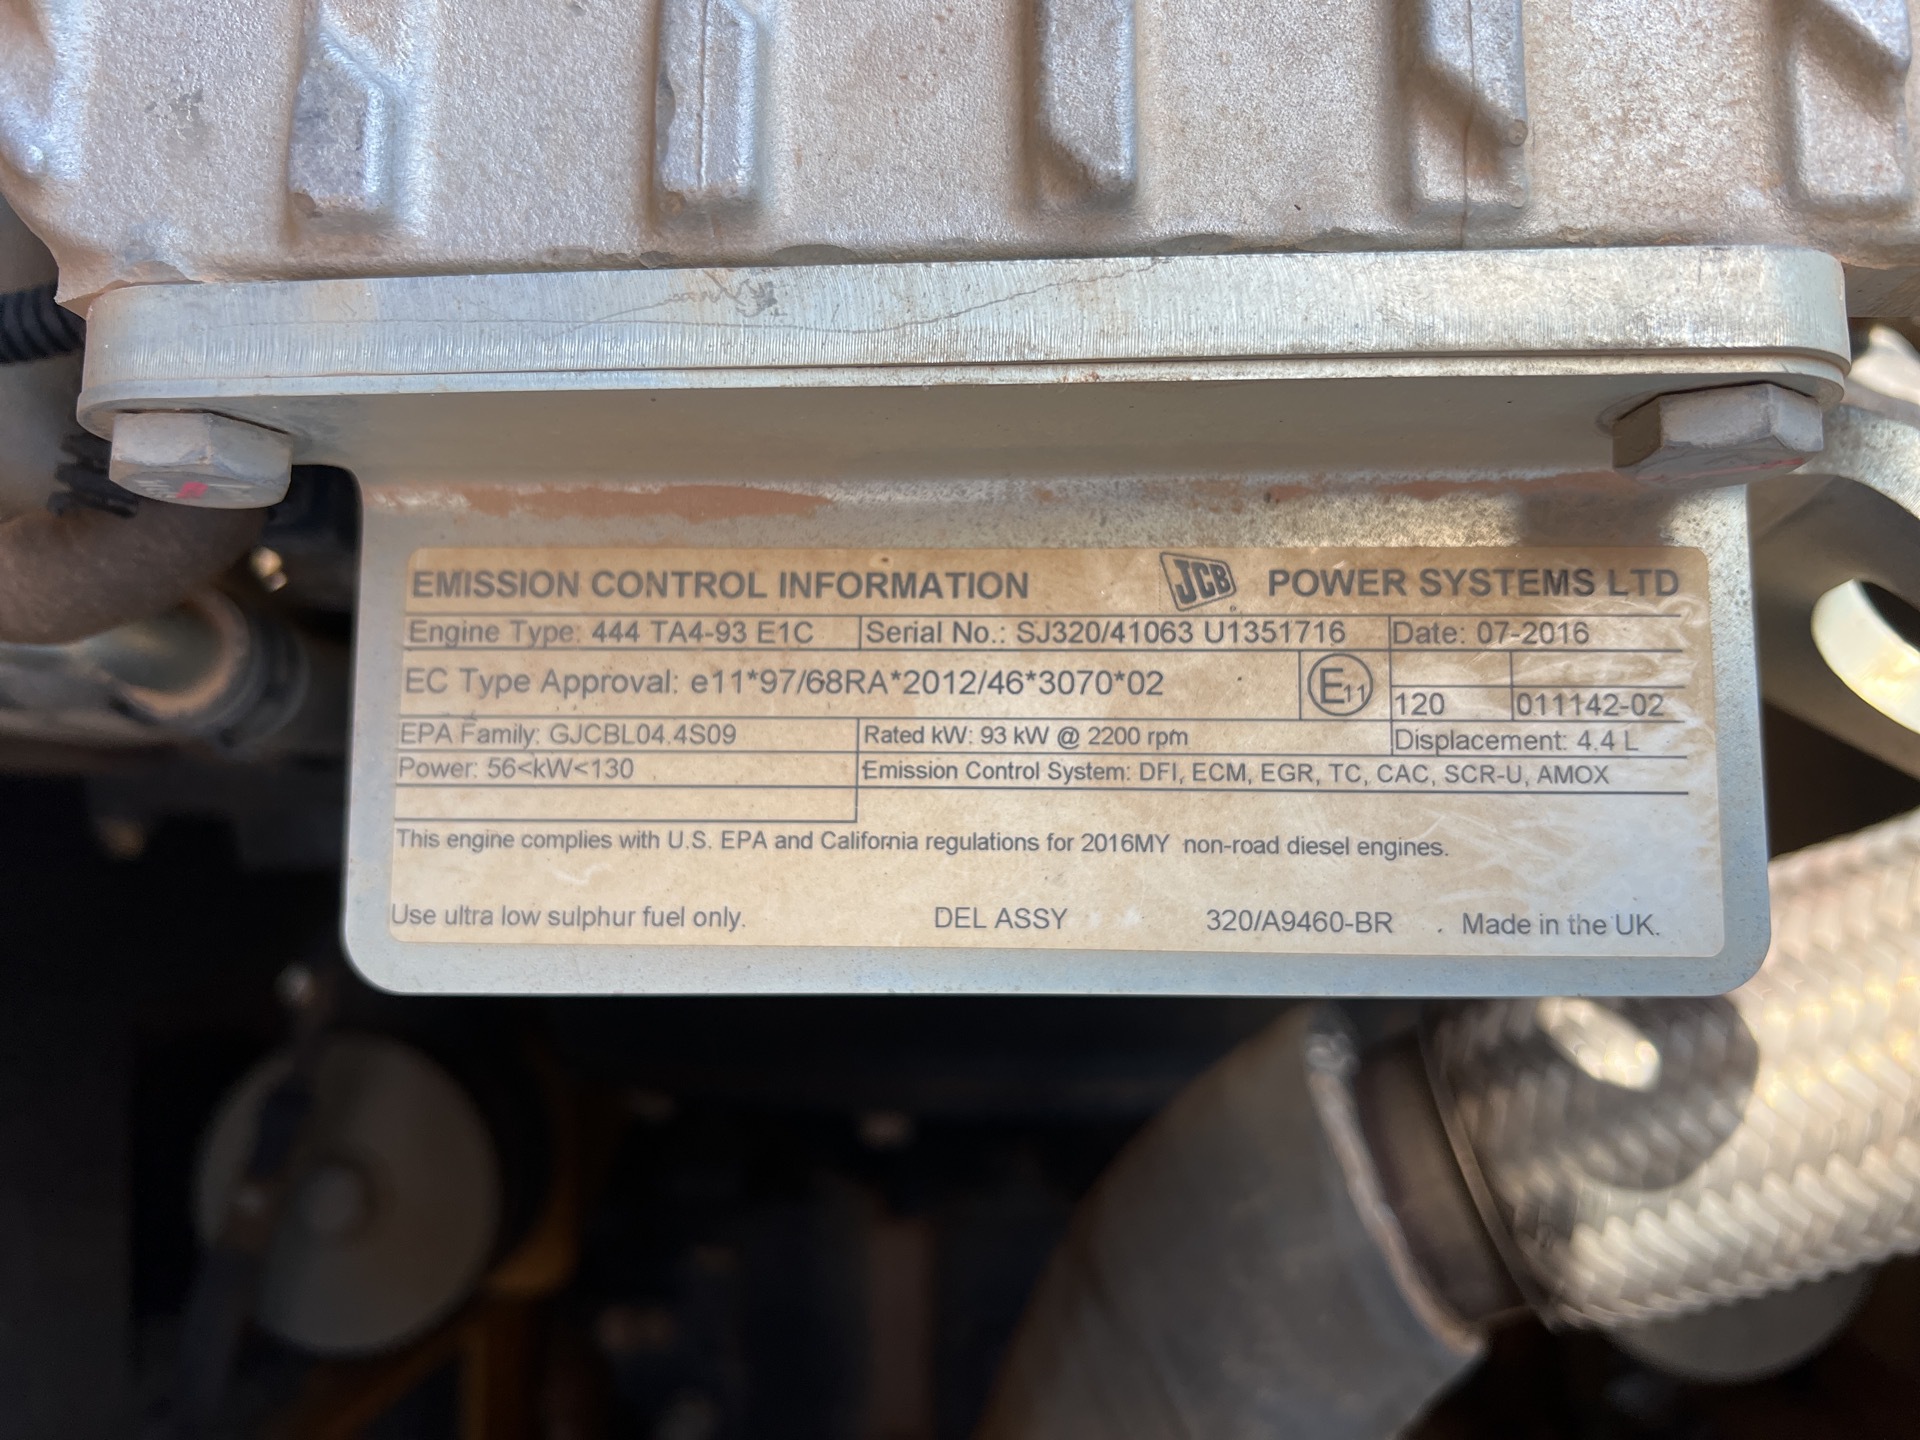 EMISSION CONTROL INFORMATION JCB POWER SYSTEMS LTD
Engine Type: 444 TA4-93 E1C Serial No.: SJ320/41063 U1351716 Date: 07-2016
EC Type Approval: e11*97/68RA*2012/46*3070*02 E11 120 011142-02
EPA Family: GJCBL04.4S09 Rated kW: 93 kW @ 2200 rpm Displacement: 4.4 L
Power: 56<kW<130 Emission Control System: DFI, ECM, EGR, TC, CAC, SCR-U, AMOX
This engine complies with U.S. EPA and California regulations for 2016MY non-road diesel engines.
Use ultra low sulphur fuel only. DEL ASSY 320/A9460-BR . Made in the UK.